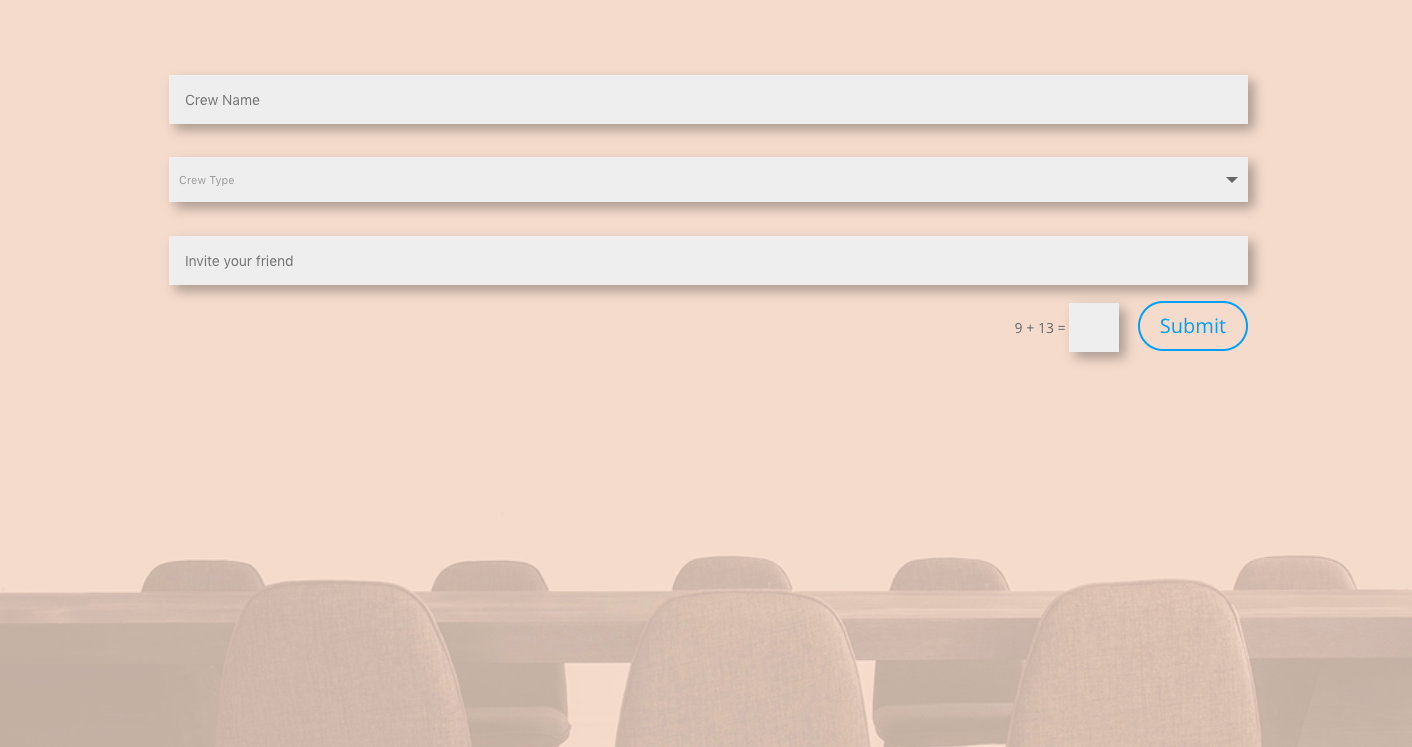 Crew Name
Crew Type
Invite your friend
9 + 13 =
Submit